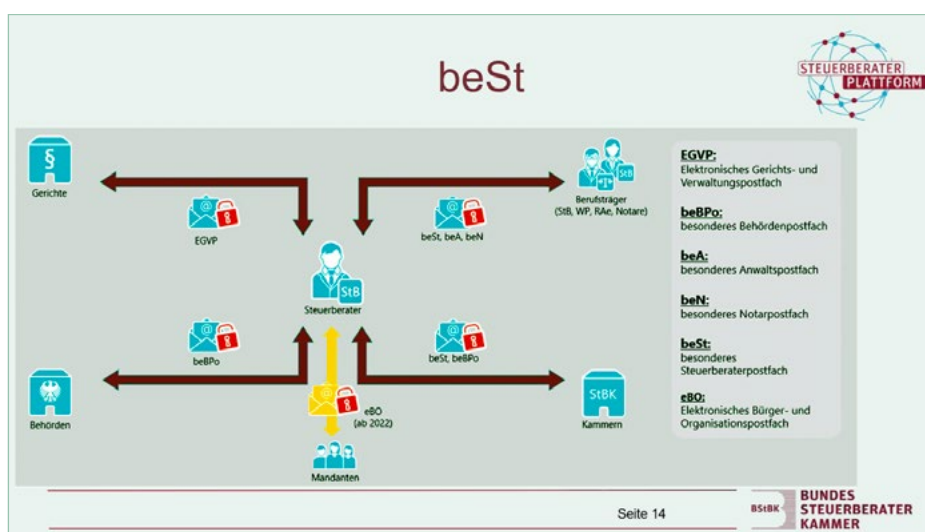 beSt
STEUERBERATER
PLATTFORM
§
Gerichte
@
EGVP
@
beSt, beA, beN
StB
Berufsträger
(StB, WP, RAe, Notare)
StB
Steuerberater
@
beBPo
@
beSt, beBPo
Behörden
@
eBO
(ab 2022)
Mandanten
StBK
Kammern
EGVP:
Elektronisches Gerichts- und
Verwaltungspostfach
beBPo:
besonderes Behördenpostfach
beA:
besonderes Anwaltspostfach
beN:
besonderes Notarpostfach
beSt:
besonderes
Steuerberaterpostfach
eBO:
Elektronisches Bürger- und
Organisationspostfach
Seite 14
BStBK
BUNDES
STEUERBERATER
KAMMER